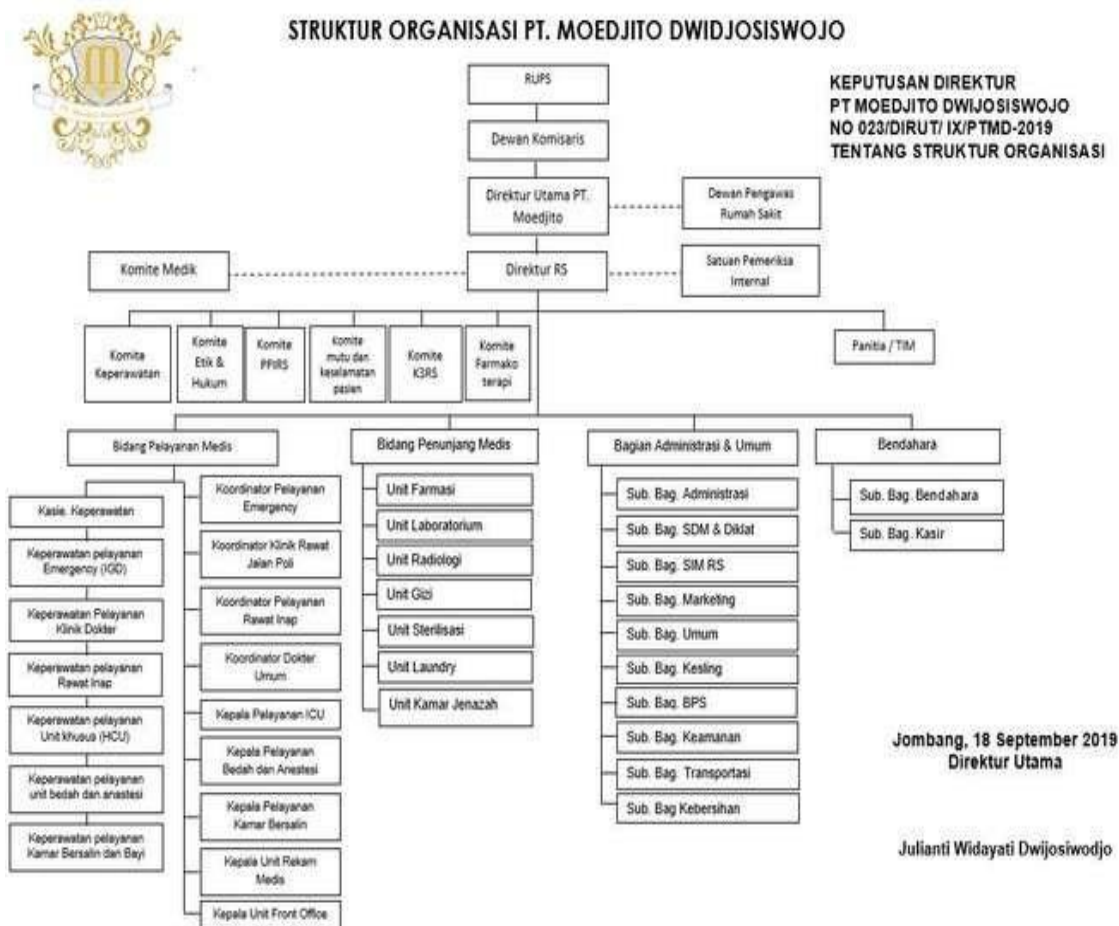 STRUKTUR ORGANISASI PT. MOEDJITO DWIDJOSISWOJO
KEPUTUSAN DIREKTUR
PT MOEDJITO DWIJOSISWOJO
NO 023/DIRUT/ IX/PTMD-2019
TENTANG STRUKTUR ORGANISASI
RUPS
Dewan Komisaris
Direktur Utama PT.
Moedjito
Dewan Pengawas
Rumah Sakit
Komite Medik
Direktur RS
Satuan Pemeriksa
Internal
Komite
Keperawatan
Komite
Etik &
Hukum
Komite
PPIRS
Komite
mutu dan
keselamatan
pasien
Komite
K3RS
Komite
Farmako
terapi
Panitia / TIM
Bidang Pelayanan Medis
Kasie. Keperawatan
Keperawatan pelayanan
Emergency (IGD)
Keperawatan Pelayanan
Klinik Dokter
Keperawatan pelayanan
Rawat Inap
Keperawatan pelayanan
Unit khusus (HCU)
Keperawatan pelayanan
unit bedah dan anastesi
Keperawatan pelayanan
Kamar Bersalin dan Bayi
Koordinator Pelayanan
Emergency
Koordinator Klinik Rawat
Jalan Poli
Koordinator Pelayanan
Rawat Inap
Koordinator Dokter
Umum
Kepala Pelayanan ICU
Kepala Pelayanan
Bedah dan Anestesi
Kepala Pelayanan
Kamar Bersalin
Kepala Unit Rekam
Medis
Kepala Unit Front Office
Bidang Penunjang Medis
Unit Farmasi
Unit Laboratorium
Unit Radiologi
Unit Gizi
Unit Sterilisasi
Unit Laundry
Unit Kamar Jenazah
Bagian Administrasi & Umum
Sub. Bag. Administrasi
Sub. Bag. SDM & Diklat
Sub. Bag. SIM RS
Sub. Bag. Marketing
Sub. Bag. Umum
Sub. Bag. Kesling
Sub. Bag. BPS
Sub. Bag. Keamanan
Sub. Bag. Transportasi
Sub. Bag Kebersihan
Bendahara
Sub. Bag. Bendahara
Sub. Bag. Kasir
Jombang, 18 September 2019
Direktur Utama
Julianti Widayati Dwijosiwodjo